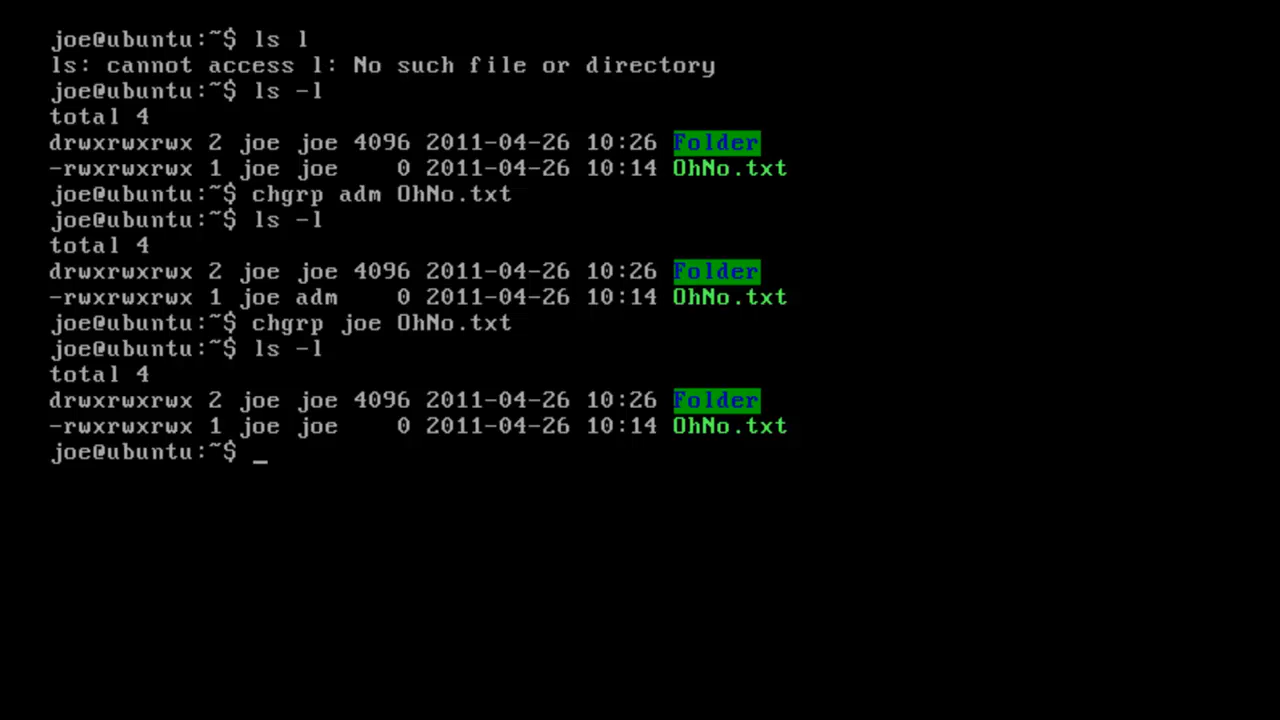 joe@ubuntu:~$ ls l
ls: cannot access l: No such file or directory
joe@ubuntu:~$ ls -l
total 4
drwxrwxrwx 2 joe joe 4096 2011-04-26 10:26 Folder
-rwxrwxrwx 1 joe joe    0 2011-04-26 10:14 OhNo.txt
joe@ubuntu:~$ chgrp adm OhNo.txt
joe@ubuntu:~$ ls -l
total 4
drwxrwxrwx 2 joe joe 4096 2011-04-26 10:26 Folder
-rwxrwxrwx 1 joe adm    0 2011-04-26 10:14 OhNo.txt
joe@ubuntu:~$ chgrp joe OhNo.txt
joe@ubuntu:~$ ls -l
total 4
drwxrwxrwx 2 joe joe 4096 2011-04-26 10:26 Folder
-rwxrwxrwx 1 joe joe    0 2011-04-26 10:14 OhNo.txt
joe@ubuntu:~$ _